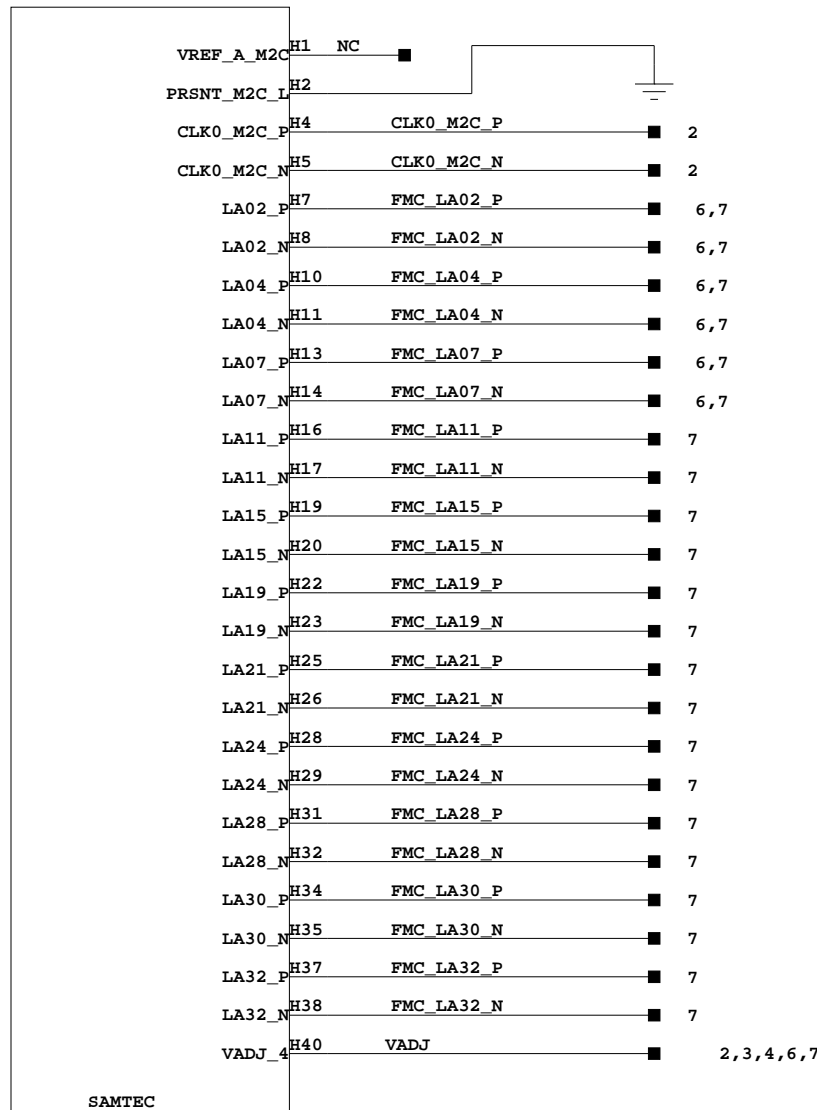 VREF_A_M2C H1 NC
PRSNT_M2C_L H2
CLK0_M2C_P H4 CLK0_M2C_P 2
CLK0_M2C_N H5 CLK0_M2C_N 2
LA02_P H7 FMC_LA02_P 6,7
LA02_N H8 FMC_LA02_N 6,7
LA04_P H10 FMC_LA04_P 6,7
LA04_N H11 FMC_LA04_N 6,7
LA07_P H13 FMC_LA07_P 6,7
LA07_N H14 FMC_LA07_N 6,7
LA11_P H16 FMC_LA11_P 7
LA11_N H17 FMC_LA11_N 7
LA15_P H19 FMC_LA15_P 7
LA15_N H20 FMC_LA15_N 7
LA19_P H22 FMC_LA19_P 7
LA19_N H23 FMC_LA19_N 7
LA21_P H25 FMC_LA21_P 7
LA21_N H26 FMC_LA21_N 7
LA24_P H28 FMC_LA24_P 7
LA24_N H29 FMC_LA24_N 7
LA28_P H31 FMC_LA28_P 7
LA28_N H32 FMC_LA28_N 7
LA30_P H34 FMC_LA30_P 7
LA30_N H35 FMC_LA30_N 7
LA32_P H37 FMC_LA32_P 7
LA32_N H38 FMC_LA32_N 7
VADJ_4 H40 VADJ 2,3,4,6,7
SAMTEC